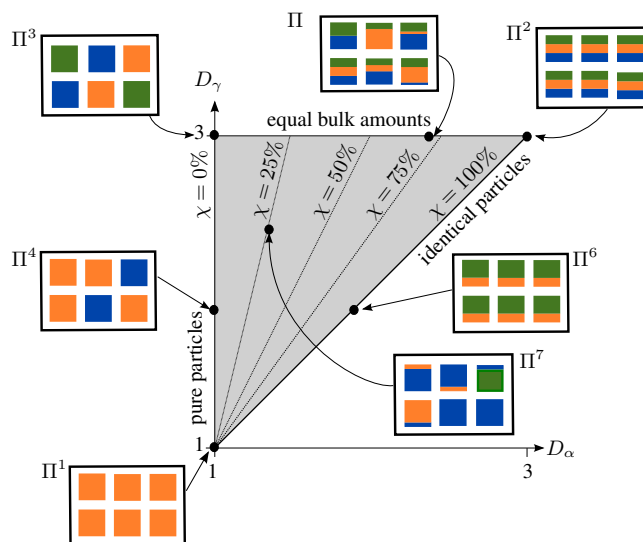 Π³
Π
Π²
D_γ
equal bulk amounts
3
χ = 0%
χ = 25%
χ = 50%
χ = 75%
χ = 100%
identical particles
Π⁴
Π⁶
pure particles
Π⁷
1
D_α
Π¹
1
3